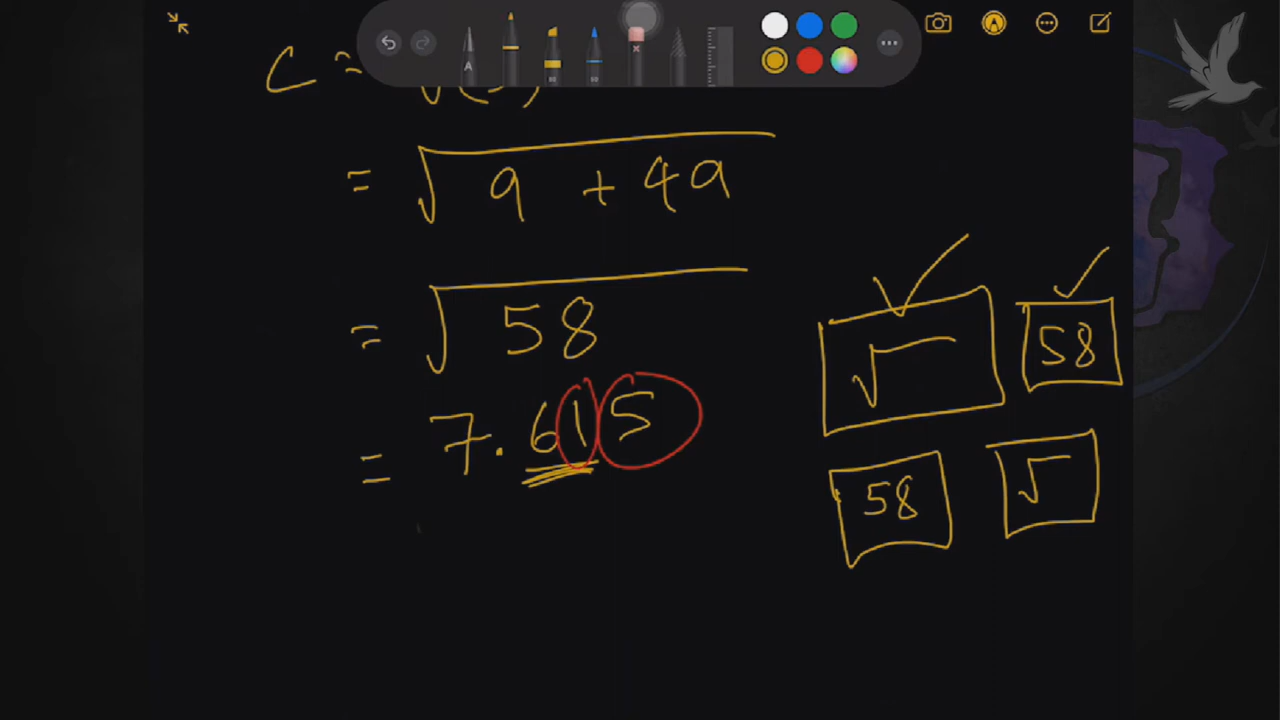 C =
= √ 9 + 49
= √ 58
= 7.615
√ 58
58 √